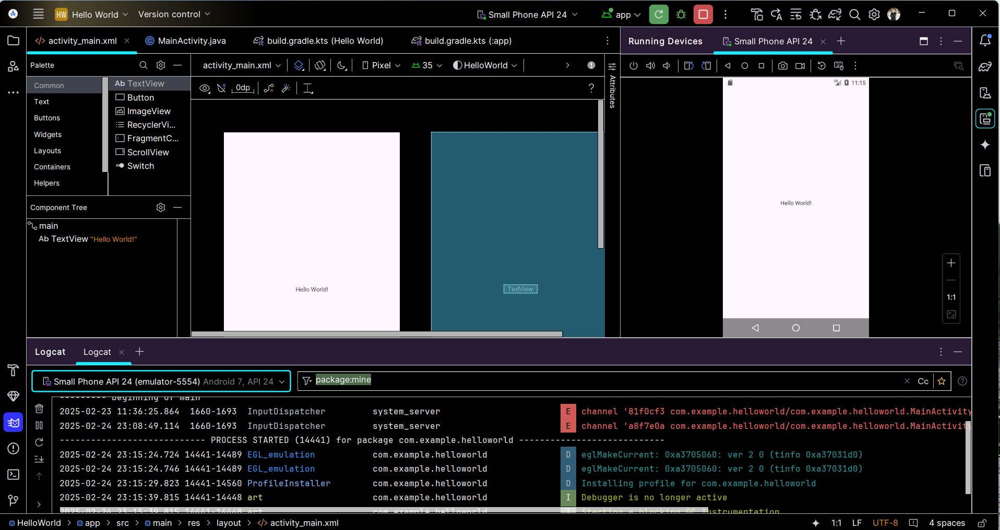 HW Hello World Version control Small Phone API 24 app
activity_main.xml MainActivity.java build.gradle.kts (Hello World) build.gradle.kts (:app)
Running Devices Small Phone API 24
Palette
activity_main.xml Pixel 35 HelloWorld
Common
Text
Buttons
Widgets
Layouts
Containers
Helpers
Ab TextView
Button
ImageView
RecyclerVi...
FragmentC...
ScrollView
Switch
0dp
?
Attributes
Component Tree
main
Ab TextView "Hello World!"
Hello World!
TextView
LTE 11:15
Hello World!
1:1
Logcat Logcat
Small Phone API 24 (emulator-5554) Android 7, API 24
package:mine
Cc
?
--------- beginning of main
2025-02-23 11:36:25.864 1660-1693 InputDispatcher system_server E channel '81f0cf3 com.example.helloworld/com.example.helloworld.MainActivity
2025-02-24 23:08:49.114 1660-1693 InputDispatcher system_server E channel 'a8f7e0a com.example.helloworld/com.example.helloworld.MainActivity
---------------------------- PROCESS STARTED (14441) for package com.example.helloworld ----------------------------
2025-02-24 23:15:24.724 14441-14489 EGL_emulation com.example.helloworld D eglMakeCurrent: 0xa3705060: ver 2 0 (tinfo 0xa37031d0)
2025-02-24 23:15:24.746 14441-14489 EGL_emulation com.example.helloworld D eglMakeCurrent: 0xa3705060: ver 2 0 (tinfo 0xa37031d0)
2025-02-24 23:15:29.823 14441-14560 ProfileInstaller com.example.helloworld D Installing profile for com.example.helloworld
2025-02-24 23:15:39.815 14441-14448 art com.example.helloworld I Debugger is no longer active
2025-02-24 23:15:39.815 14441-14448 art com.example.helloworld I Starting a blocking GC Instrumentation
HelloWorld > app > src > main > res > layout > activity_main.xml
1:1 LF UTF-8 4 spaces